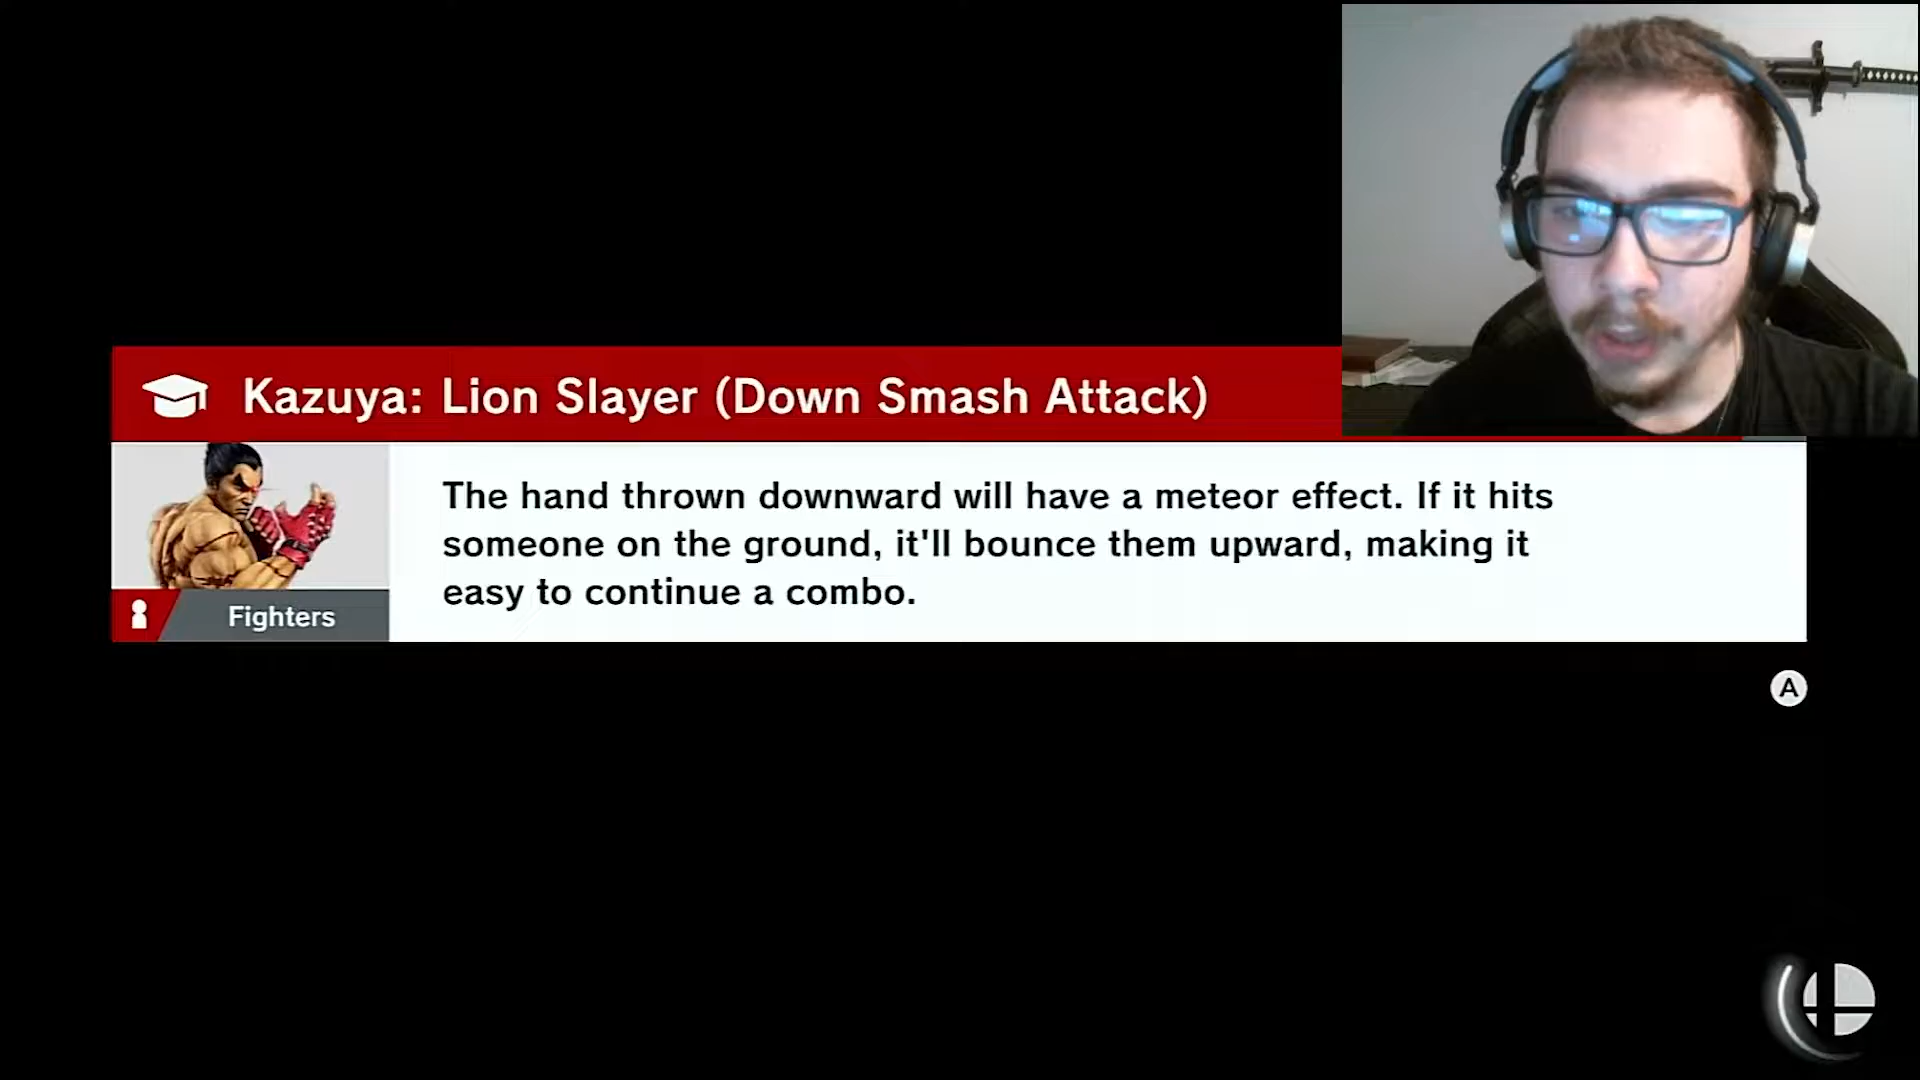 Kazuya: Lion Slayer (Down Smash Attack)
The hand thrown downward will have a meteor effect. If it hits
someone on the ground, it'll bounce them upward, making it
easy to continue a combo.
Fighters
A